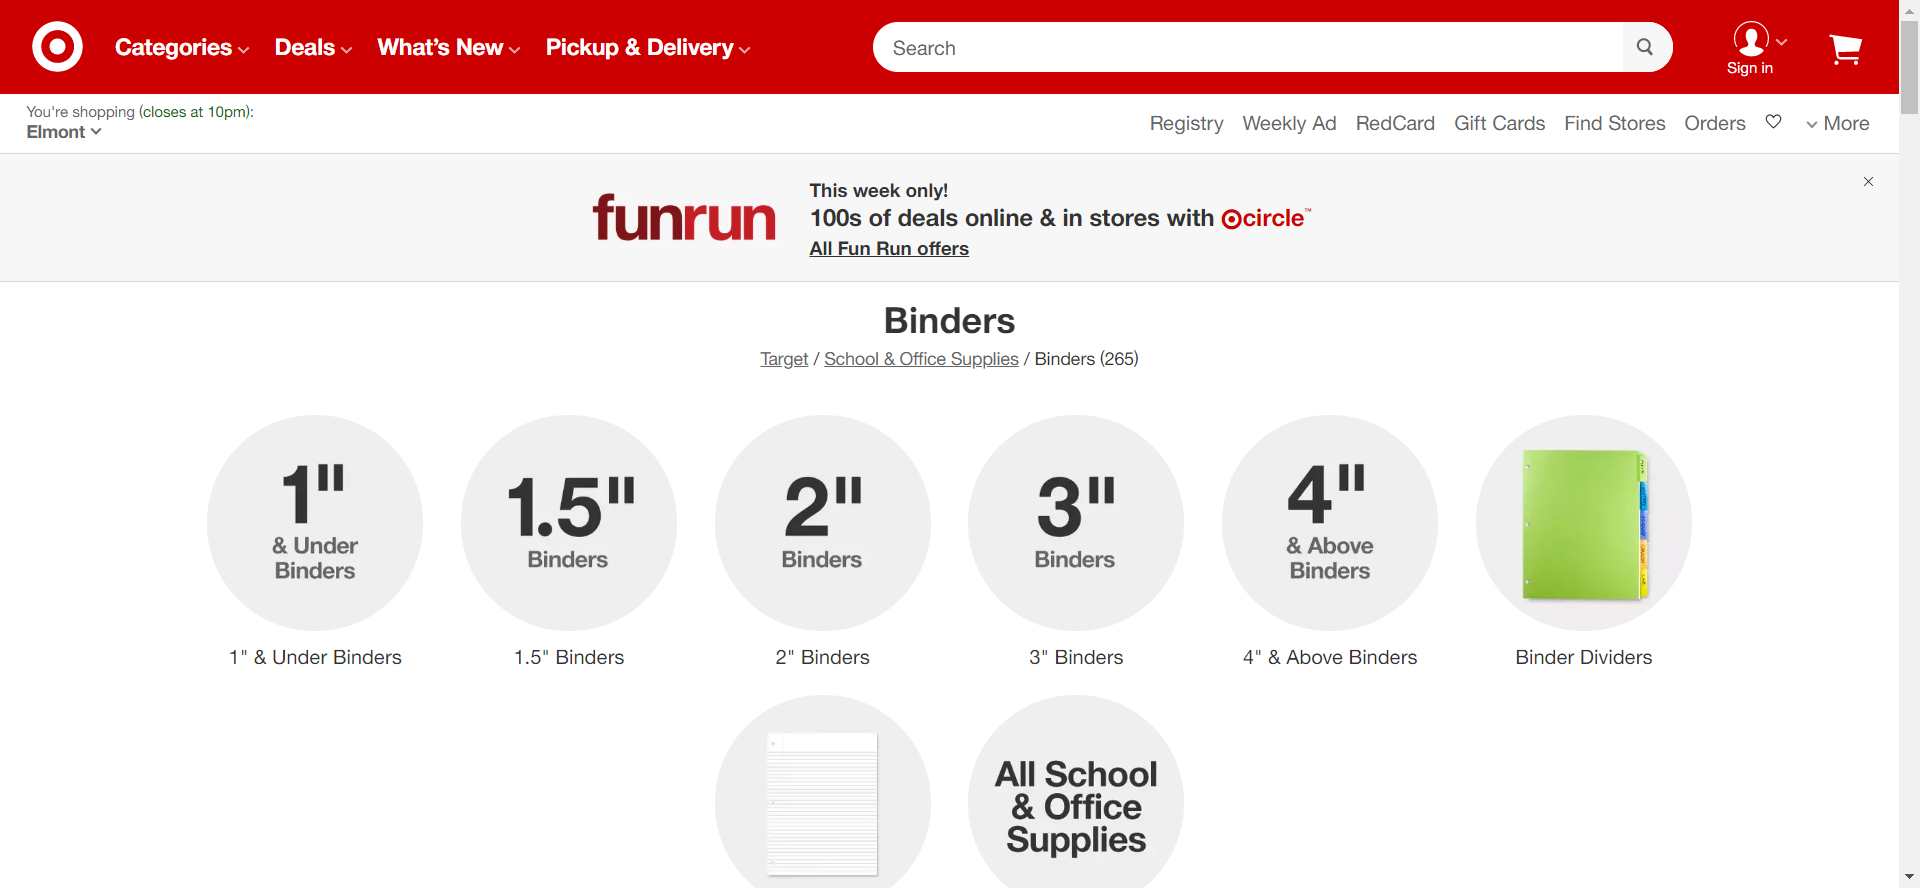 Categories Deals What's New Pickup & Delivery
Search
Sign in
You're shopping (closes at 10pm):
Elmont
Registry Weekly Ad RedCard Gift Cards Find Stores Orders More
funrun
This week only!
100s of deals online & in stores with circle™
All Fun Run offers
Binders
Target / School & Office Supplies / Binders (265)
1"
& Under
Binders
1.5"
Binders
2"
Binders
3"
Binders
4"
& Above
Binders
1" & Under Binders
1.5" Binders
2" Binders
3" Binders
4" & Above Binders
Binder Dividers
All School
& Office
Supplies